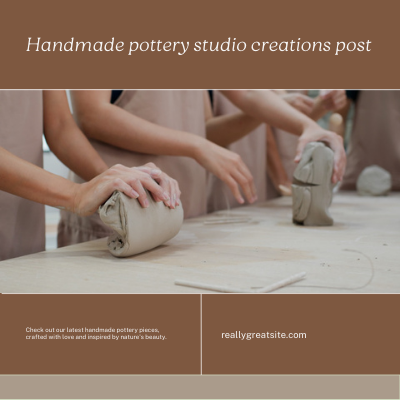 Handmade pottery studio creations post
Check out our latest handmade pottery pieces,
crafted with love and inspired by nature's beauty.
reallygreatsite.com